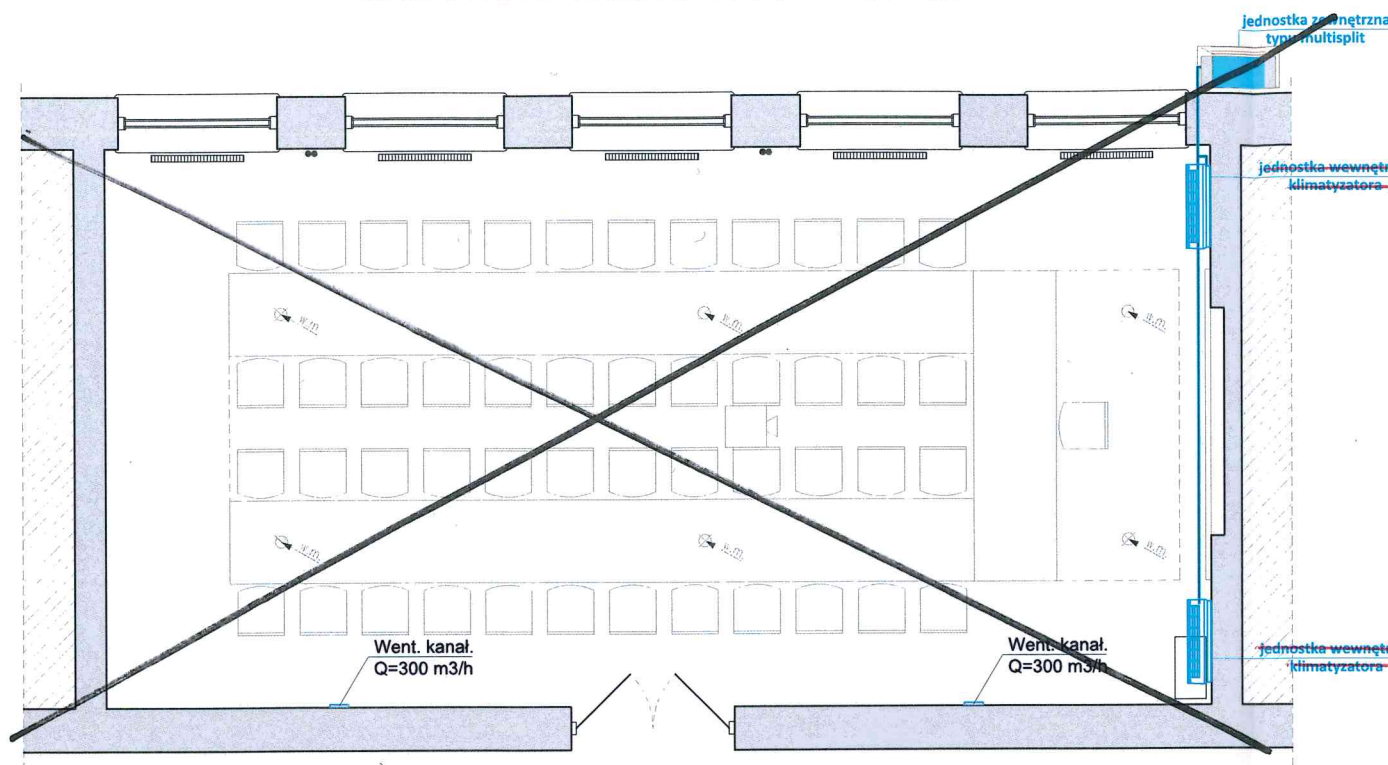 jednostka zewnętrzna
typu multisplit
jednostka wewnęt
klimatyzatora
w.m.
w.m.
w.m.
w.m.
w.m.
w.m.
Went. kanał.
Q=300 m3/h
Went. kanał.
Q=300 m3/h
jednostka wewnęt
klimatyzatora